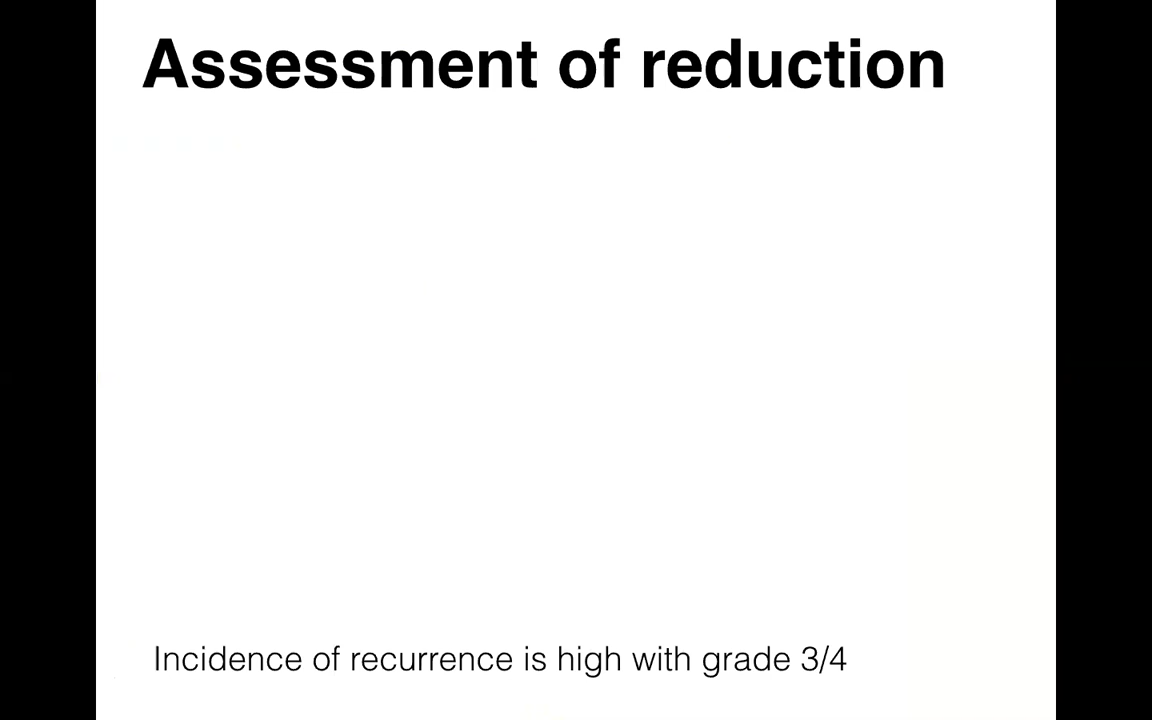 Assessment of reduction
Incidence of recurrence is high with grade 3/4